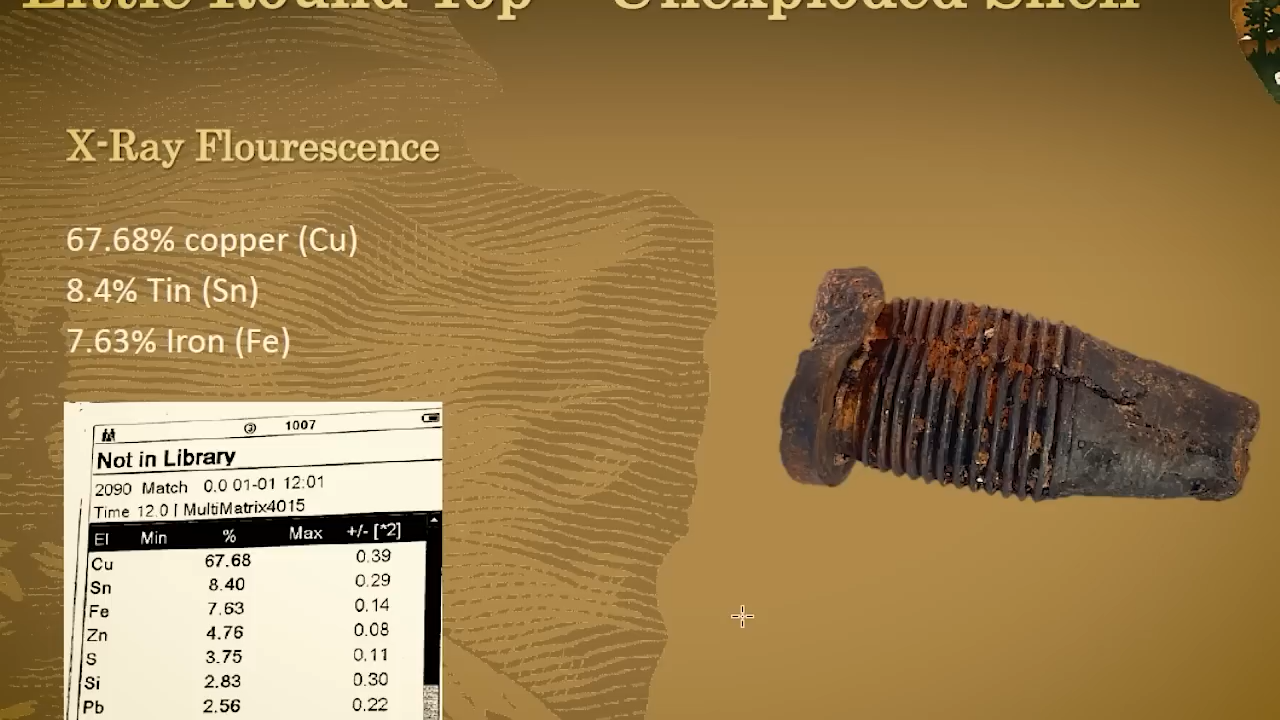 Little Round Top – Unexploded Shell
X-Ray Flourescence
67.68% copper (Cu)
8.4% Tin (Sn)
7.63% Iron (Fe)
1007
Not in Library
2090 Match 0.0 01-01 12:01
Time 12.0 [ MultiMatrix4015
El Min % Max +/- [*2]
Cu 67.68 0.39
Sn 8.40 0.29
Fe 7.63 0.14
Zn 4.76 0.08
S 3.75 0.11
Si 2.83 0.30
Pb 2.56 0.22